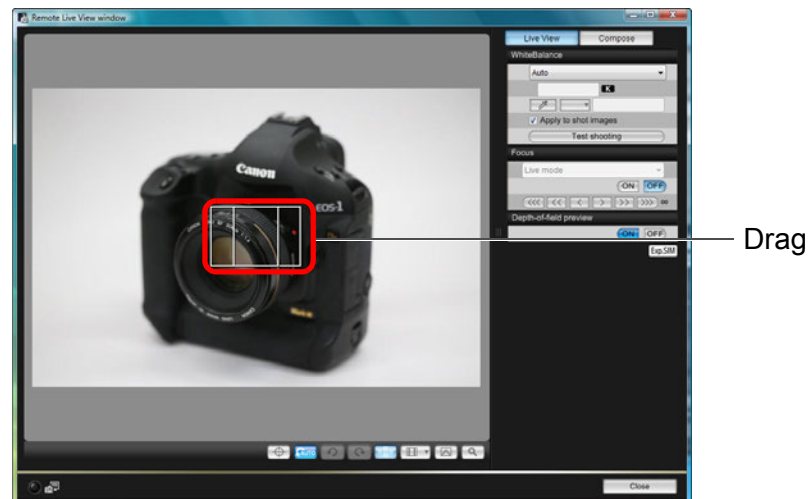 Remote Live View window
Live View Compose
WhiteBalance
Auto
K
Apply to shot images
Test shooting
Focus
Live mode
ON OFF
<<< << < > >> >>> ∞
Depth-of-field preview
ON OFF
Exp.SIM
Canon
EOS-1
Drag
AUTO
Close